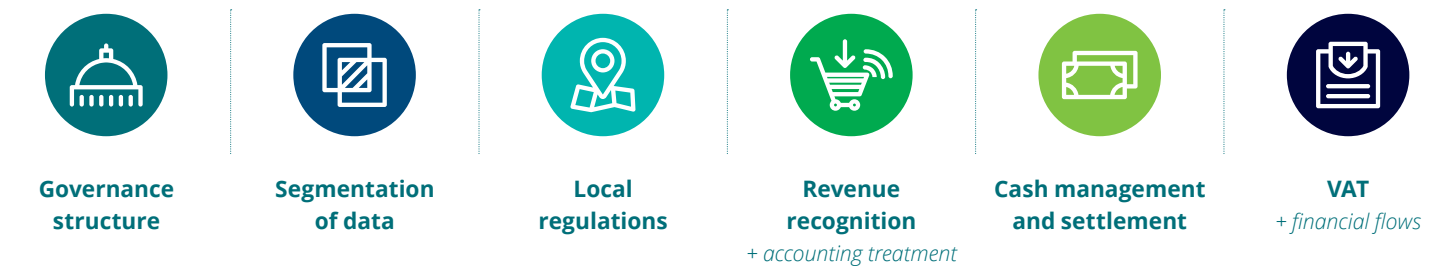 Governance
structure
Segmentation
of data
Local
regulations
Revenue
recognition
+ accounting treatment
Cash management
and settlement
VAT
+ financial flows